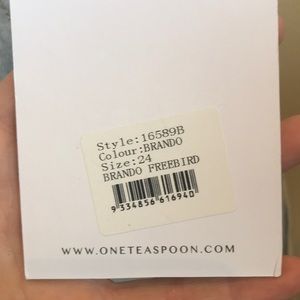 Style:16589B
Colour:BRANDO
Size:24
BRANDO FREEBIRD
9 334856 616940
WWW.ONETEASPOON.COM